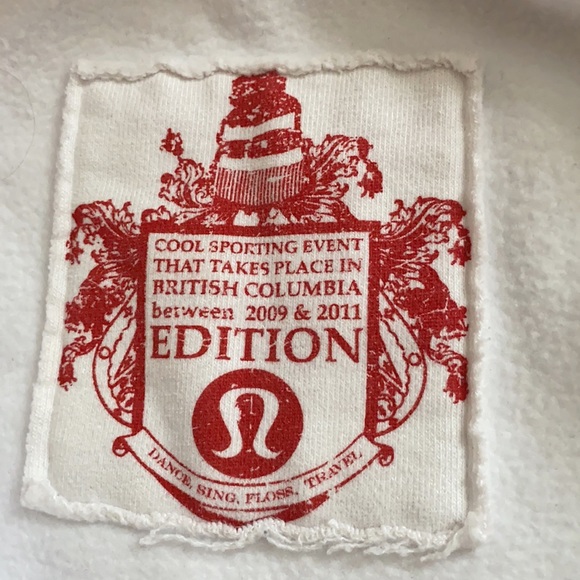 COOL SPORTING EVENT
THAT TAKES PLACE IN
BRITISH COLUMBIA
between 2009 & 2011
EDITION
DANCE, SING, FLOSS, TRAVEL